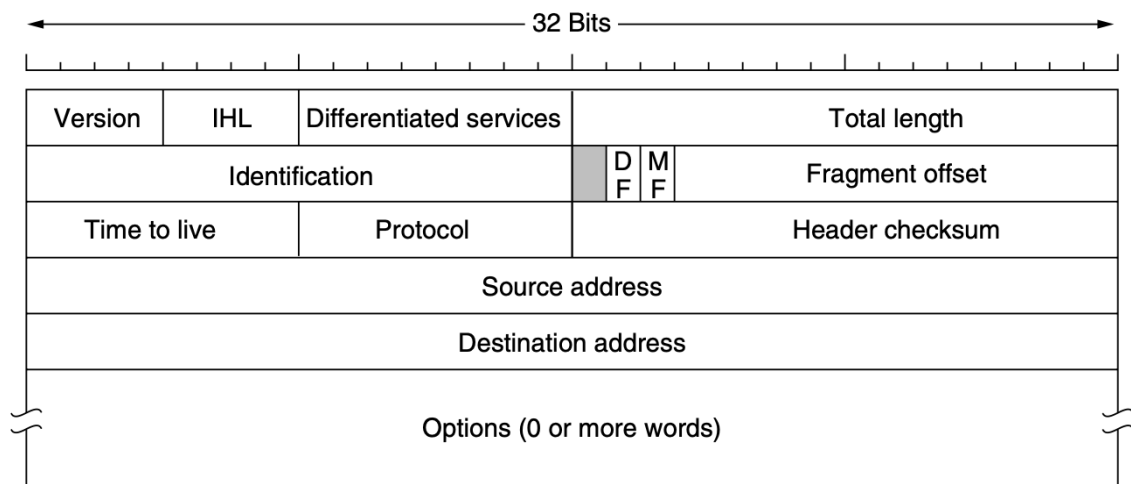 32 Bits
Version IHL Differentiated services Total length
Identification D F M F Fragment offset
Time to live Protocol Header checksum
Source address
Destination address
Options (0 or more words)